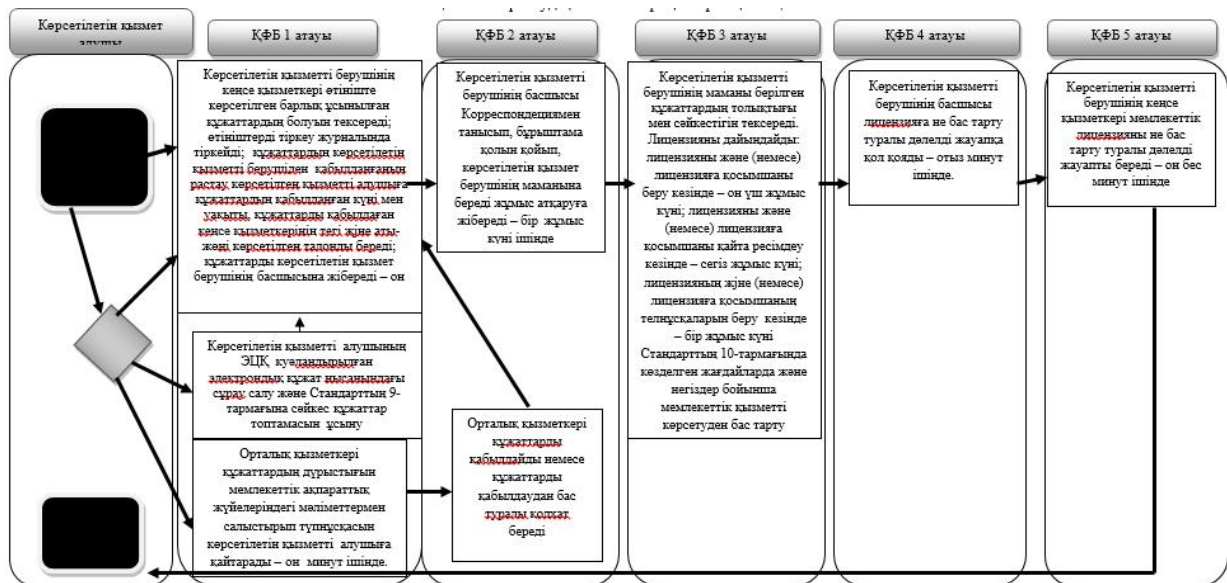 Көрсетілетін қызмет
алушы
ҚФБ 1 атауы
ҚФБ 2 атауы
ҚФБ 3 атауы
ҚФБ 4 атауы
ҚФБ 5 атауы
Көрсетілетін қызметті берушінің
кеңсе қызметкері өтініште
көрсетілген барлық ұсынылған
құжаттардың болуын тексереді;
өтініштерді тіркеу журналында
тіркейді; құжаттардың көрсетілетін
қызметті берушіден қабылданғанын
растау көрсетілген қызметті алушыға
құжаттардың қабылданған күні мен
уақыты, құжаттарды қабылдаған
кеңсе қызметкерінің тегі жіне аты-
жөні көрсетілген талонды береді;
құжаттарды көрсетілетін қызмет
берушінің басшысына жібереді – он
Көрсетілетін қызметті алушының
ЭЦҚ куәландырылған
электрондық құжат нысанындағы
сұрау салу және Стандарттың 9-
тармағына сәйкес құжаттар
топтамасын ұсыну
Орталық қызметкері
құжаттардың дұрыстығын
мемлекеттік ақпараттық
жүйелеріндегі мәліметтермен
салыстырып түпнұсқасын
көрсетілетін қызметті алушыға
қайтарады – он минут ішінде.
Көрсетілетін қызметті
берушінің басшысы
Корреспонденциямен
танысып, бұрыштама
қолын қойып,
көрсетілетін қызмет
берушінің маманына
береді жұмыс атқаруға
жібереді – бір жұмыс
күні ішінде
Орталық қызметкері
құжаттарды
қабылдайды немесе
құжаттарды
қабылдаудан бас
туралы қолхат
береді
Көрсетілетін қызметті
берушінің маманы берілген
құжаттардың толықтығы
мен сәйкестігін тексереді.
Лицензияны дайындайды:
лицензияны және (немесе)
лицензияға қосымшаны
беру кезінде – он үш жұмыс
күні; лицензияны және
(немесе) лицензияға
қосымшаны қайта ресімдеу
кезінде – сегіз жұмыс күні;
лицензияның жіне (немесе)
лицензияға қосымшаның
телнұсқаларын беру кезінде
– бір жұмыс күні
Стандарттың 10-тармағында
көзделген жағдайларда және
негіздер бойынша
мемлекеттік қызметті
көрсетуден бас тарту
Көрсетілетін қызметті
берушінің басшысы
лицензияға не бас тарту
туралы дәлелді жауапқа
қол қояды – отыз минут
ішінде.
Көрсетілетін қызметті
берушінің кеңсе
қызметкері мемлекеттік
лицензияны не бас
тарту туралы дәлелді
жауапты береді – он бес
минут ішінде